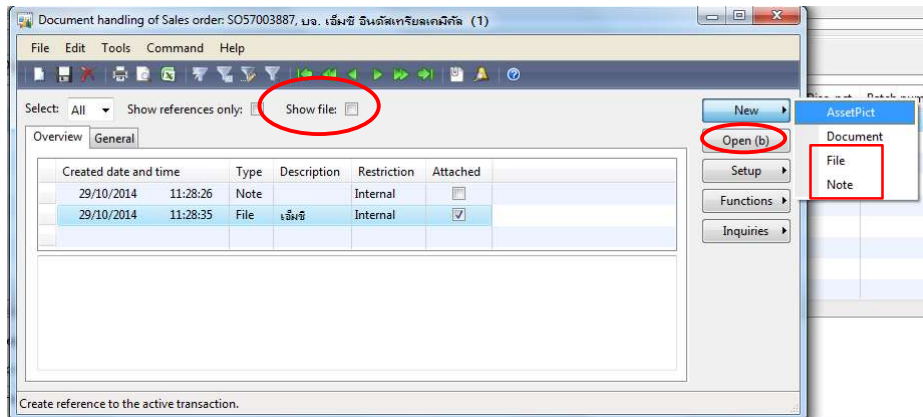 Document handling of Sales order: SO57003887, บจ. เอ็มซี อินดัสเทรียลเคมิคัล (1)
File Edit Tools Command Help
Select: All Show references only: Show file:
Overview General
Created date and time Type Description Restriction Attached
29/10/2014 11:28:26 Note Internal
29/10/2014 11:28:35 File เอ็มซี Internal
New
Open (b)
Setup
Functions
Inquiries
AssetPict
Document
File
Note
Create reference to the active transaction.